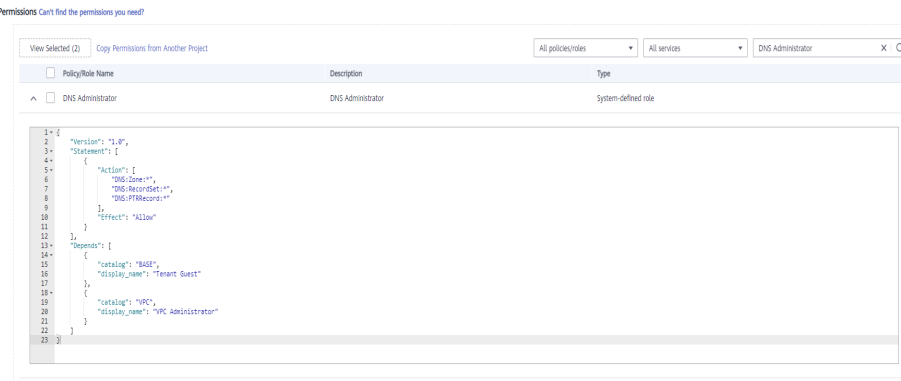 Permissions Can't find the permissions you need?
View Selected (2) Copy Permissions from Another Project All policies/roles All services DNS Administrator X
Policy/Role Name Description Type
DNS Administrator DNS Administrator System-defined role
1 {
2 "Version": "1.0",
3 "Statement": [
4 {
5 "Action": [
6 "DNS:Zone:*",
7 "DNS:RecordSet:*",
8 "DNS:PTRRecord:*"
9 ],
10 "Effect": "Allow"
11 }
12 ],
13 "Depends": [
14 {
15 "catalog": "BASE",
16 "display_name": "Tenant Guest"
17 },
18 {
19 "catalog": "VPC",
20 "display_name": "VPC Administrator"
21 }
22 ]
23 }